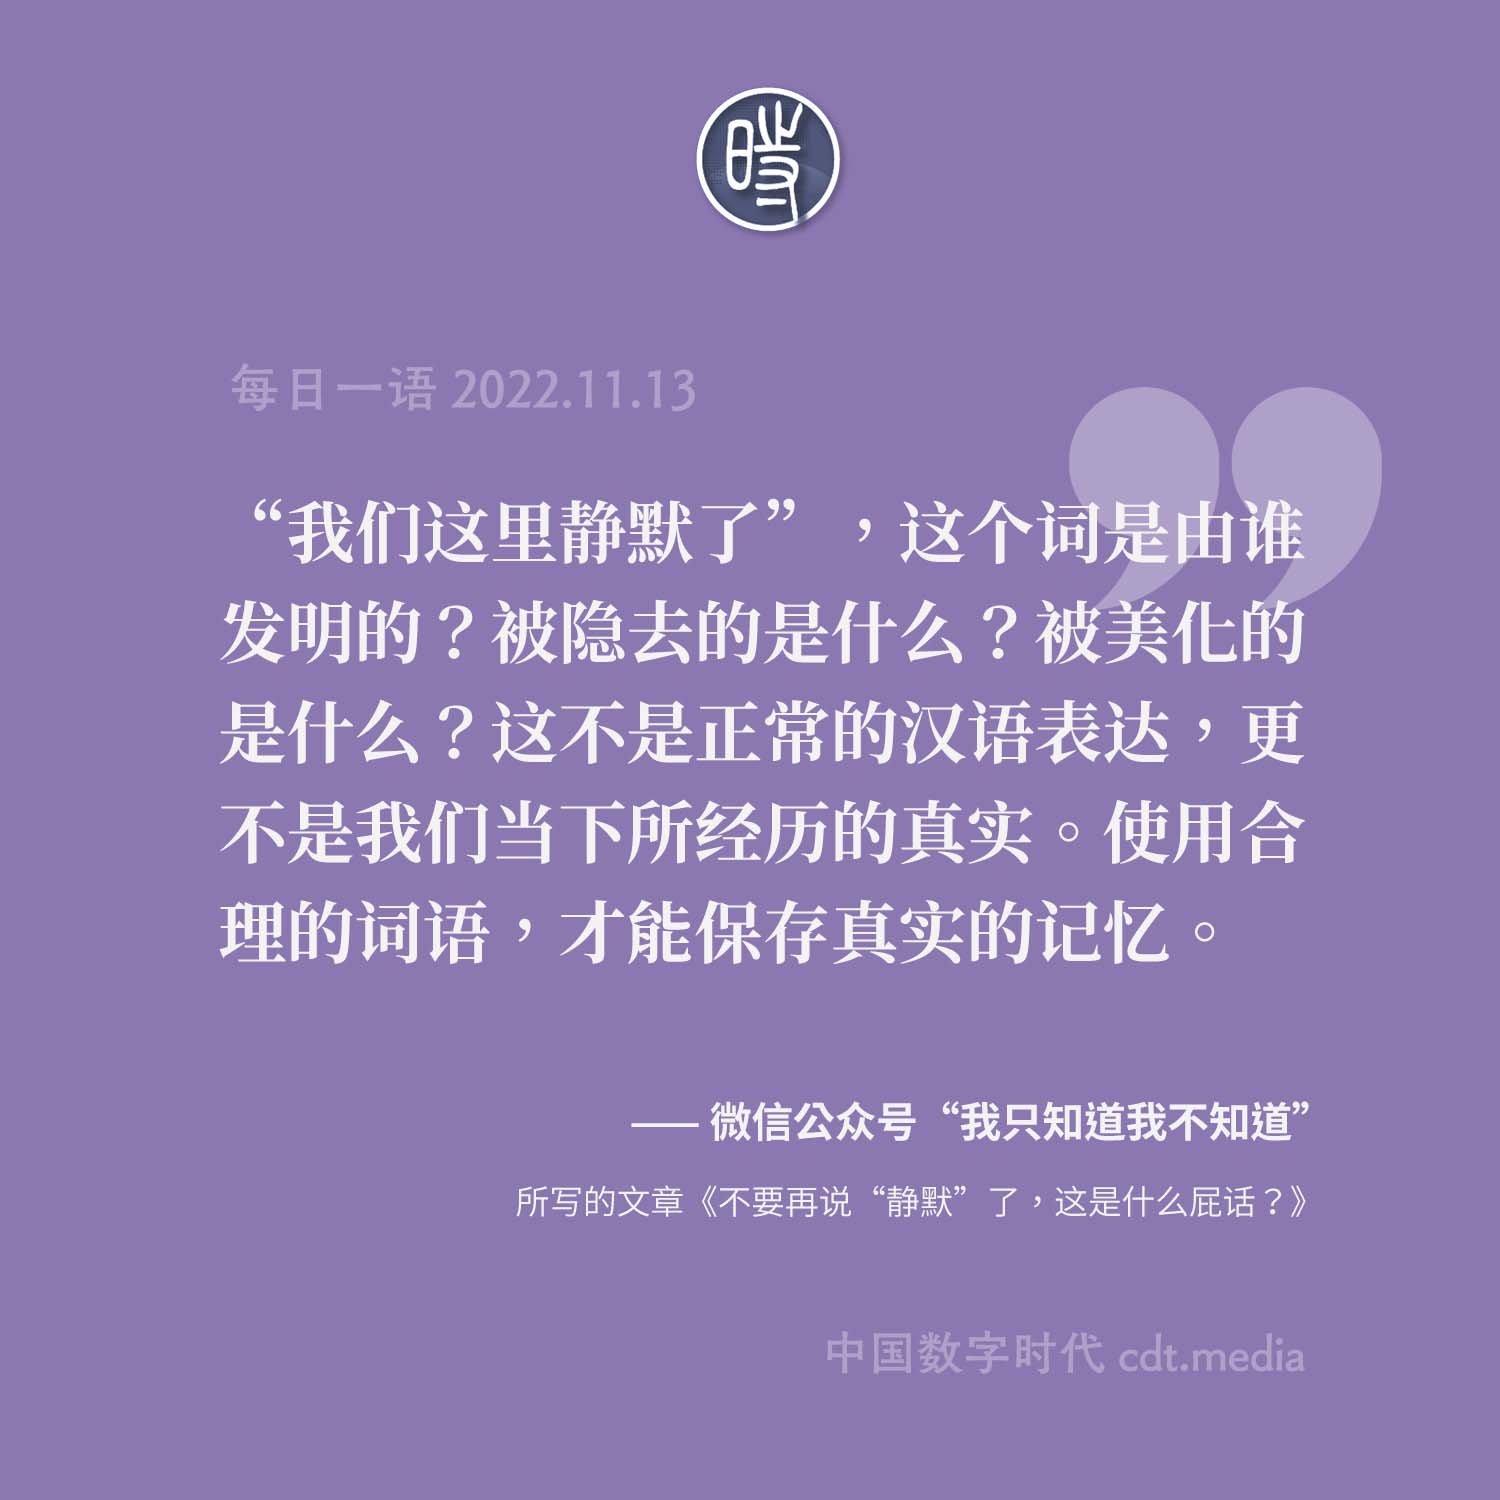 時
每日一语 2022.11.13
“我们这里静默了”，这个词是由谁
发明的？被隐去的是什么？被美化的
是什么？这不是正常的汉语表达，更
不是我们当下所经历的真实。使用合
理的词语，才能保存真实的记忆。
—— 微信公众号“我只知道我不知道”
所写的文章《不要再说“静默”了，这是什么屁话？》
中国数字时代 cdt.media